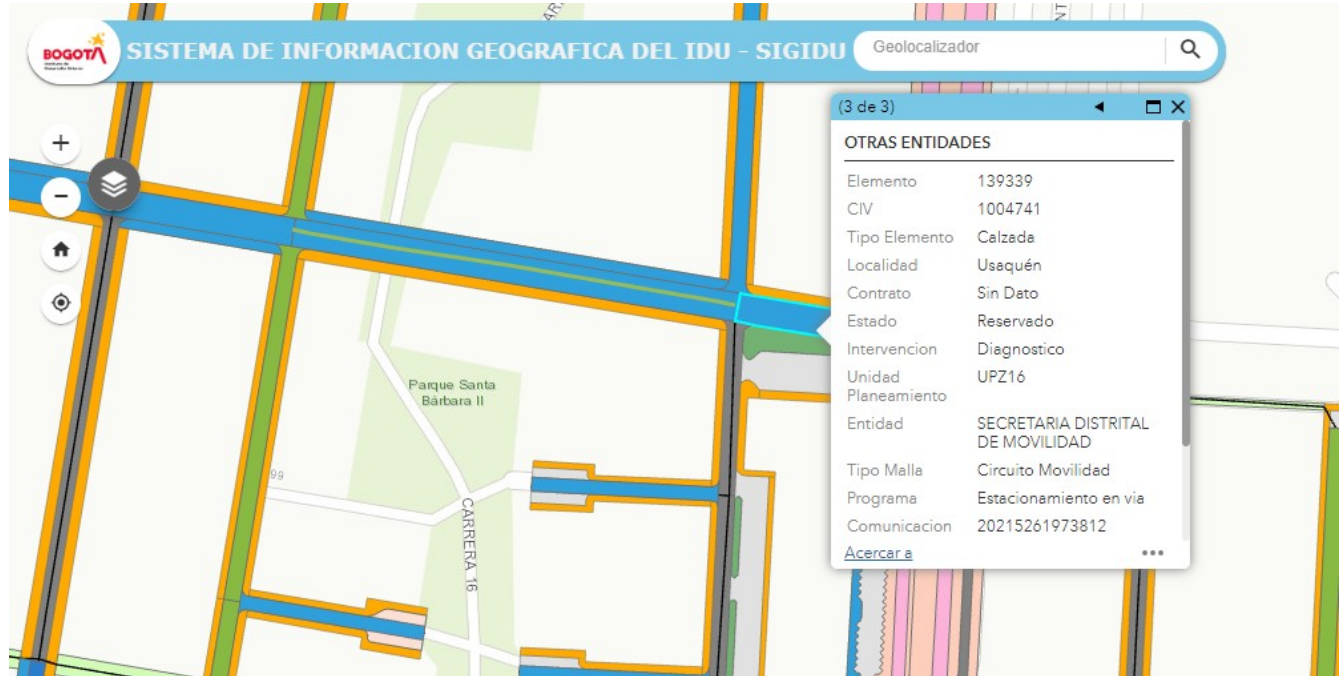 BOGOTÁ
SISTEMA DE INFORMACION GEOGRAFICA DEL IDU - SIGIDU
Geolocalizador
(3 de 3)
OTRAS ENTIDADES
Elemento 139339
CIV 1004741
Tipo Elemento Calzada
Localidad Usaquén
Contrato Sin Dato
Estado Reservado
Intervencion Diagnostico
Unidad UPZ16
Planeamiento
Entidad SECRETARIA DISTRITAL
DE MOVILIDAD
Tipo Malla Circuito Movilidad
Programa Estacionamiento en via
Comunicacion 20215261973812
Acercar a
Parque Santa
Bárbara II
99
CARRERA 16